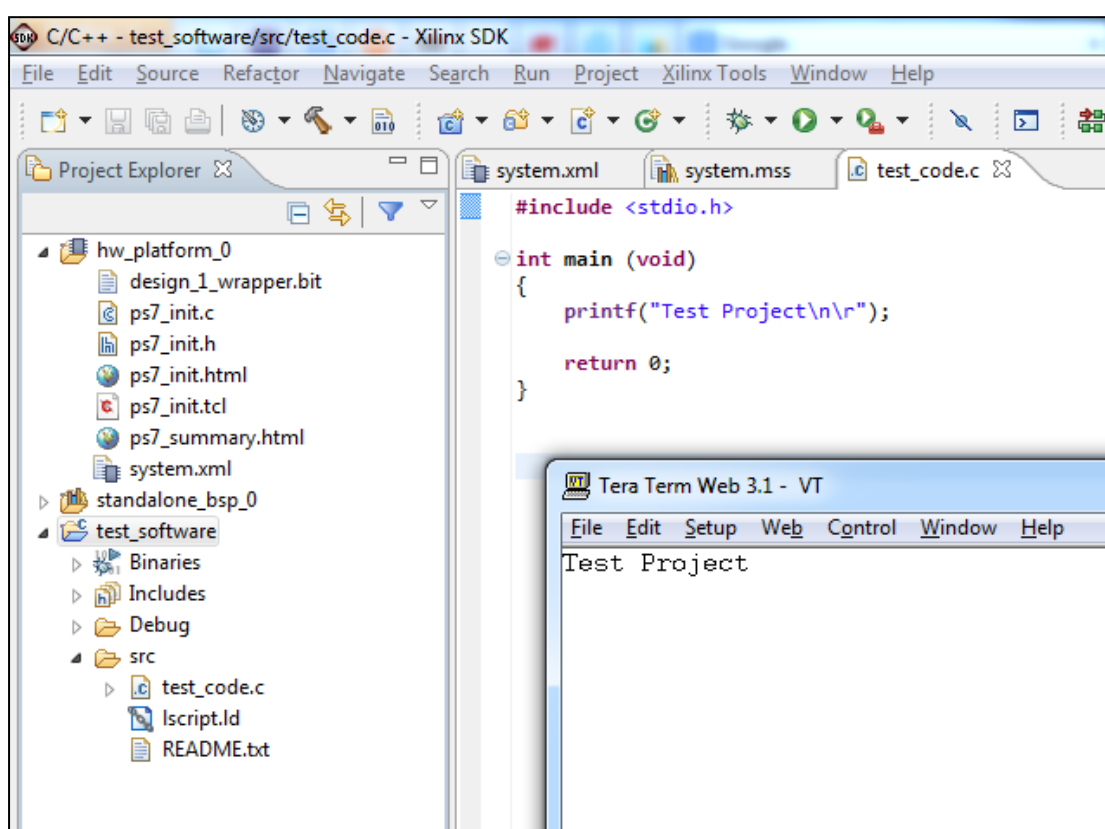 C/C++ - test_software/src/test_code.c - Xilinx SDK
File Edit Source Refactor Navigate Search Run Project Xilinx Tools Window Help
Project Explorer
hw_platform_0
design_1_wrapper.bit
ps7_init.c
ps7_init.h
ps7_init.html
ps7_init.tcl
ps7_summary.html
system.xml
standalone_bsp_0
test_software
Binaries
Includes
Debug
src
test_code.c
lscript.ld
README.txt
system.xml system.mss test_code.c
#include <stdio.h>
int main (void)
{
printf("Test Project\n\r");
return 0;
}
Tera Term Web 3.1 - VT
File Edit Setup Web Control Window Help
Test Project